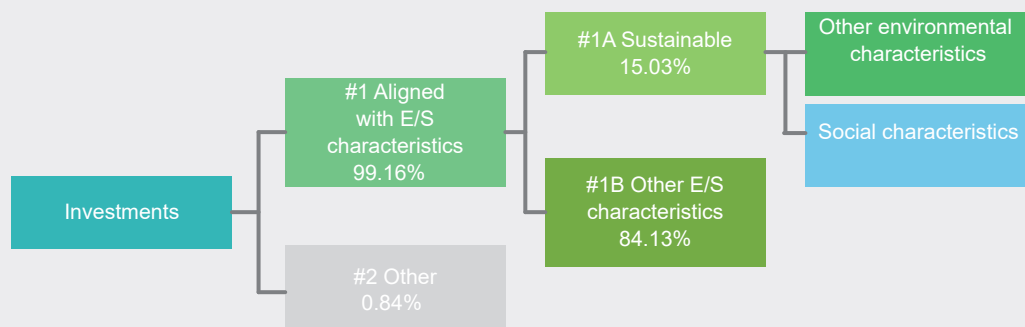 Investments
#1 Aligned
with E/S
characteristics
99.16%
#2 Other
0.84%
#1A Sustainable
15.03%
#1B Other E/S
characteristics
84.13%
Other environmental
characteristics
Social characteristics